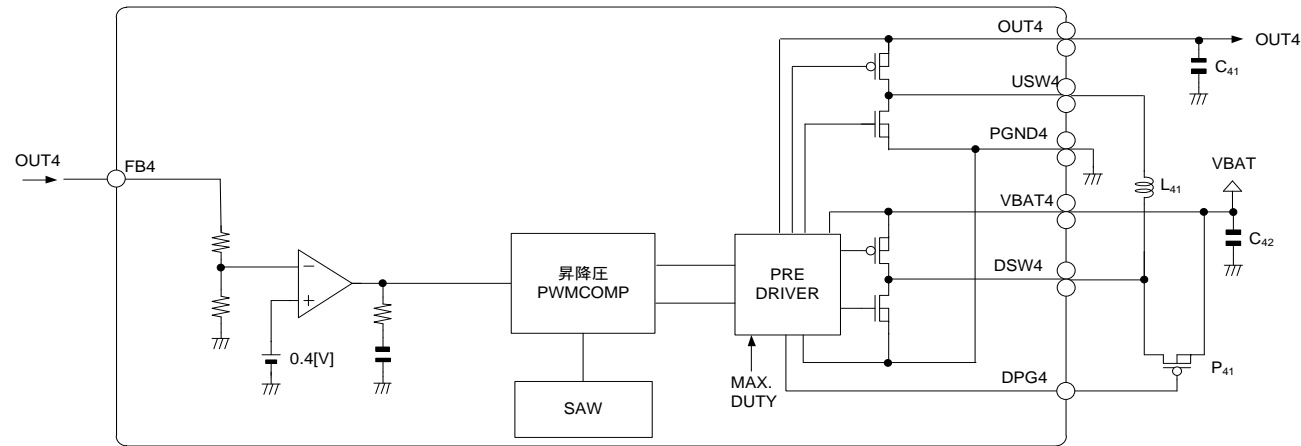 OUT4
OUT4
C41
USW4
PGND4
OUT4
FB4
VBAT
L41
VBAT4
C42
昇降圧
PWMCOMP
PRE
DRIVER
DSW4
0.4[V]
MAX.
DUTY
DPG4
P41
SAW